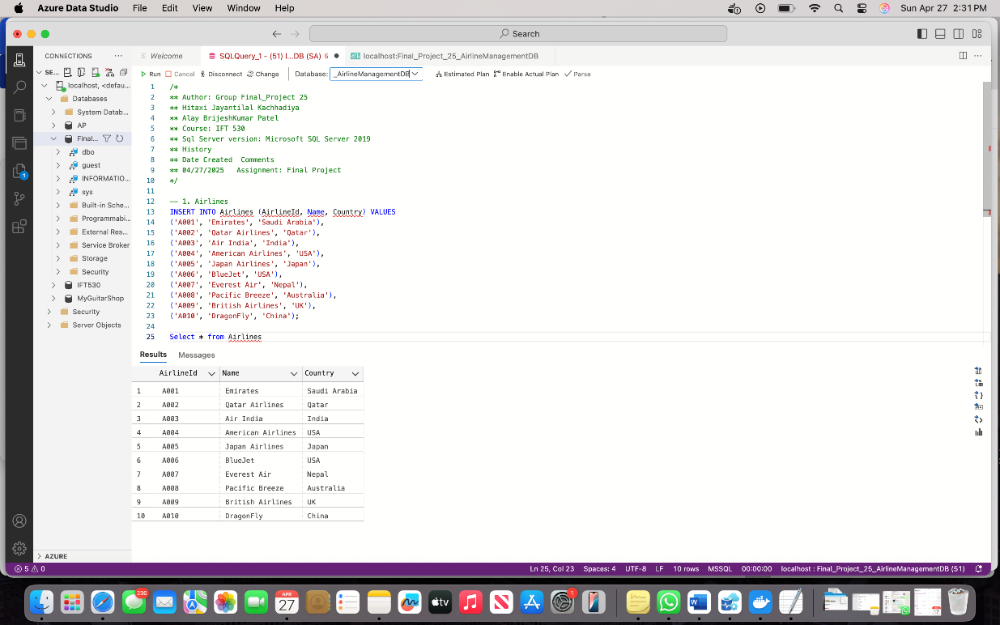 Azure Data Studio File Edit View Window Help Sun Apr 27 2:31 PM
Search
CONNECTIONS
Welcome
SQLQuery_1 - (51) l...DB (SA) 6
localhost:Final_Project_25_AirlineManagementDB
SE...
Run Cancel Disconnect Change Database: _AirlineManagementDB Estimated Plan Enable Actual Plan Parse
localhost, <defau...
Databases
System Datab...
AP
Final...
dbo
guest
INFORMATIO...
sys
Built-in Sche...
Programmabi...
External Res...
Service Broker
Storage
Security
IFT530
MyGuitarShop
Security
Server Objects
AZURE
1
1 /*
2 ** Author: Group Final_Project 25
3 ** Hitaxi Jayantilal Kachhadiya
4 ** Alay BrijeshKumar Patel
5 ** Course: IFT 530
6 ** Sql Server version: Microsoft SQL Server 2019
7 ** History
8 ** Date Created  Comments
9 ** 04/27/2025   Assignment: Final Project
10 */
11
12 -- 1. Airlines
13 INSERT INTO Airlines (AirlineId, Name, Country) VALUES
14 ('A001', 'Emirates', 'Saudi Arabia'),
15 ('A002', 'Qatar Airlines', 'Qatar'),
16 ('A003', 'Air India', 'India'),
17 ('A004', 'American Airlines', 'USA'),
18 ('A005', 'Japan Airlines', 'Japan'),
19 ('A006', 'BlueJet', 'USA'),
20 ('A007', 'Everest Air', 'Nepal'),
21 ('A008', 'Pacific Breeze', 'Australia'),
22 ('A009', 'British Airlines', 'UK'),
23 ('A010', 'DragonFly', 'China');
24
25 Select * from Airlines
Results Messages
AirlineId Name Country
1 A001 Emirates Saudi Arabia
2 A002 Qatar Airlines Qatar
3 A003 Air India India
4 A004 American Airlines USA
5 A005 Japan Airlines Japan
6 A006 BlueJet USA
7 A007 Everest Air Nepal
8 A008 Pacific Breeze Australia
9 A009 British Airlines UK
10 A010 DragonFly China
5 0 Ln 25, Col 23 Spaces: 4 UTF-8 LF 10 rows MSSQL 00:00:00 localhost : Final_Project_25_AirlineManagementDB (51)
236
APR
27
tv
1